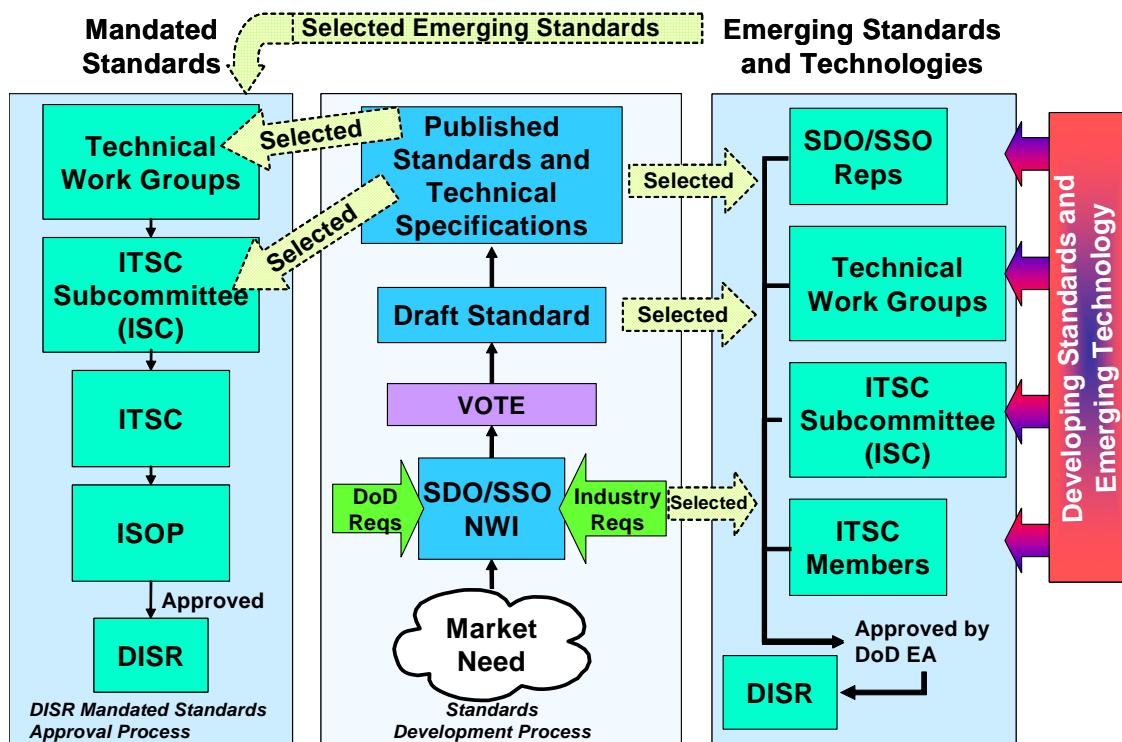 Mandated
Standards
Selected Emerging Standards
Emerging Standards
and Technologies
Technical
Work Groups
ITSC
Subcommittee
(ISC)
ITSC
ISOP
Approved
DISR
DISR Mandated Standards
Approval Process
Selected
Selected
Published
Standards and
Technical
Specifications
Draft Standard
VOTE
DoD
Reqs
SDO/SSO
NWI
Industry
Reqs
Market
Need
Standards
Development Process
Selected
Selected
Selected
SDO/SSO
Reps
Technical
Work Groups
ITSC
Subcommittee
(ISC)
ITSC
Members
Approved by
DoD EA
DISR
Developing Standards and
Emerging Technology